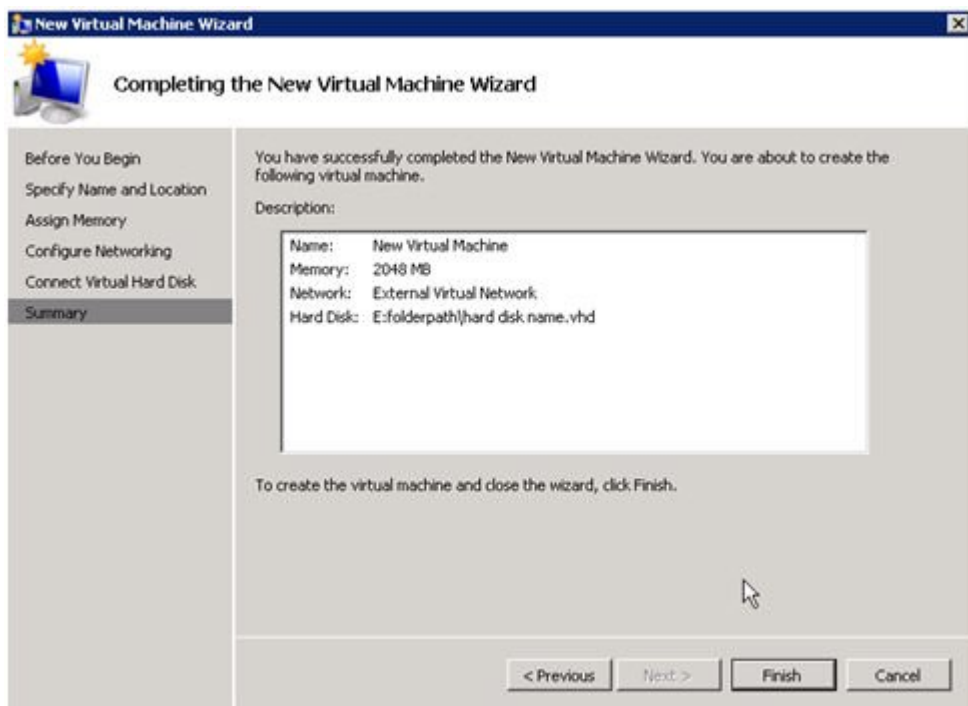 New Virtual Machine Wizard
Completing the New Virtual Machine Wizard
Before You Begin
Specify Name and Location
Assign Memory
Configure Networking
Connect Virtual Hard Disk
Summary
You have successfully completed the New Virtual Machine Wizard. You are about to create the
following virtual machine.
Description:
Name: New Virtual Machine
Memory: 2048 MB
Network: External Virtual Network
Hard Disk: E:folderpath\hard disk name.vhd
To create the virtual machine and close the wizard, click Finish.
< Previous
Next >
Finish
Cancel